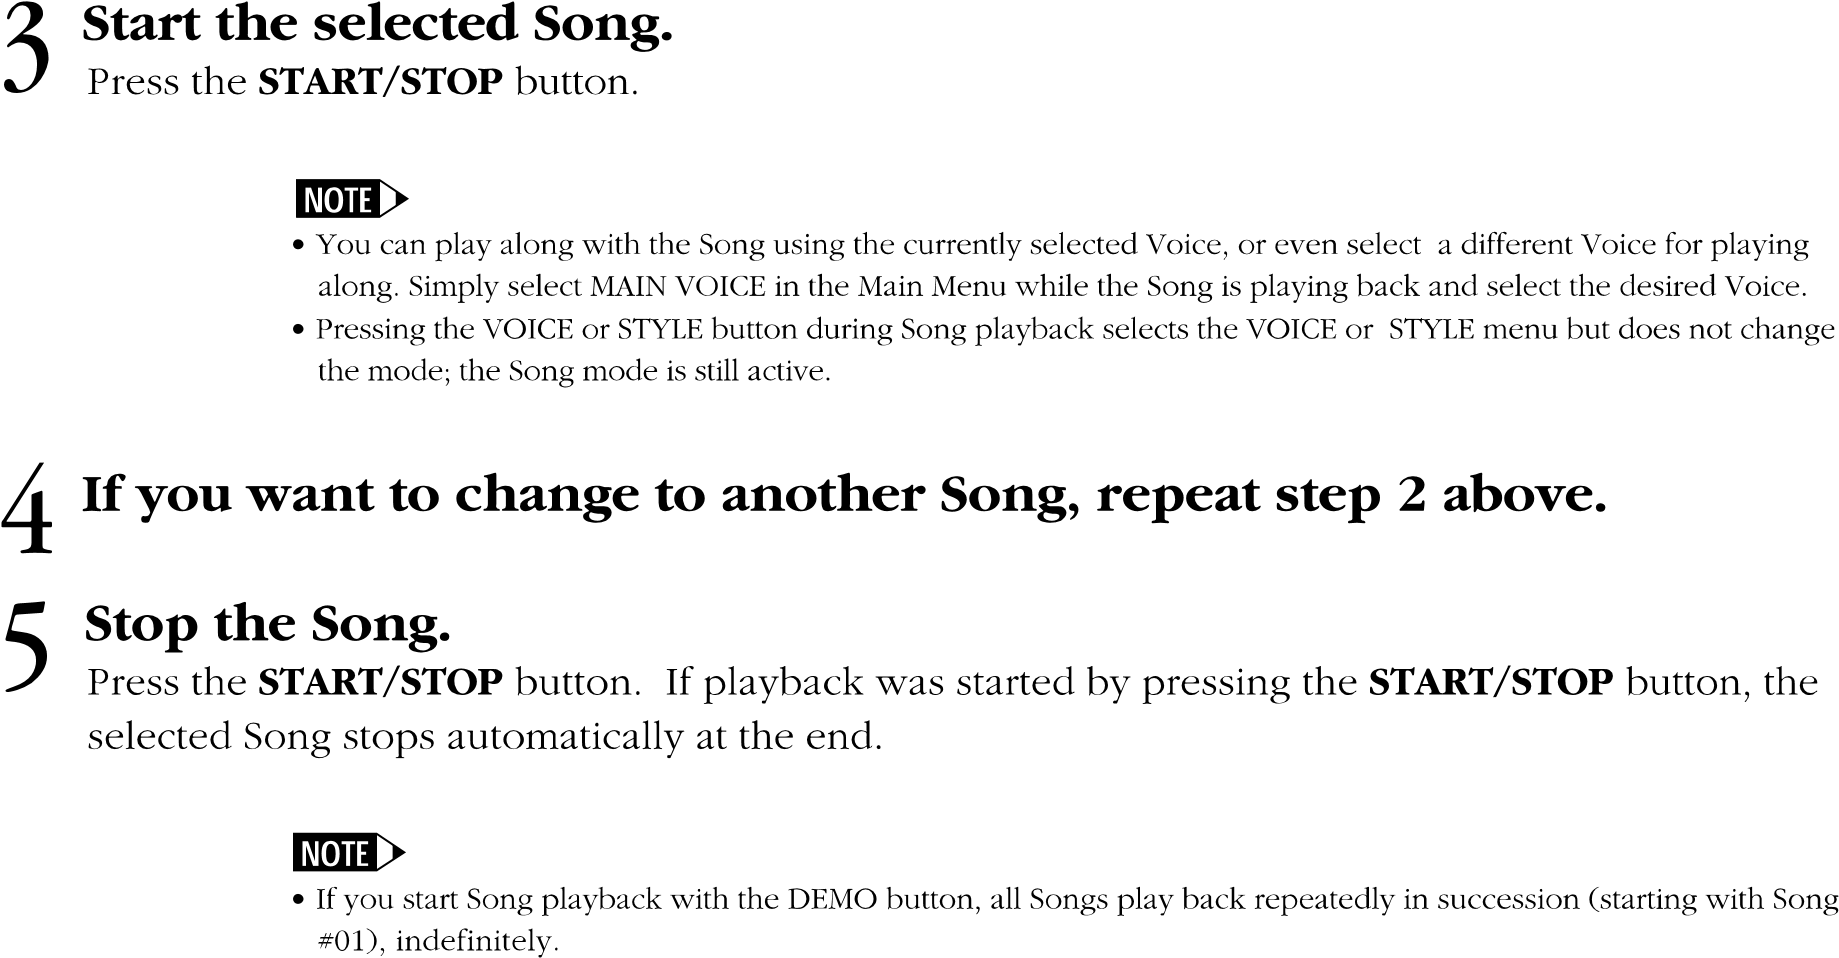 3 Start the selected Song.
Press the START/STOP button.
NOTE
• You can play along with the Song using the currently selected Voice, or even select  a different Voice for playing
along. Simply select MAIN VOICE in the Main Menu while the Song is playing back and select the desired Voice.
• Pressing the VOICE or STYLE button during Song playback selects the VOICE or  STYLE menu but does not change
the mode; the Song mode is still active.
4 If you want to change to another Song, repeat step 2 above.
5 Stop the Song.
Press the START/STOP button.  If playback was started by pressing the START/STOP button, the
selected Song stops automatically at the end.
NOTE
• If you start Song playback with the DEMO button, all Songs play back repeatedly in succession (starting with Song
#01), indefinitely.